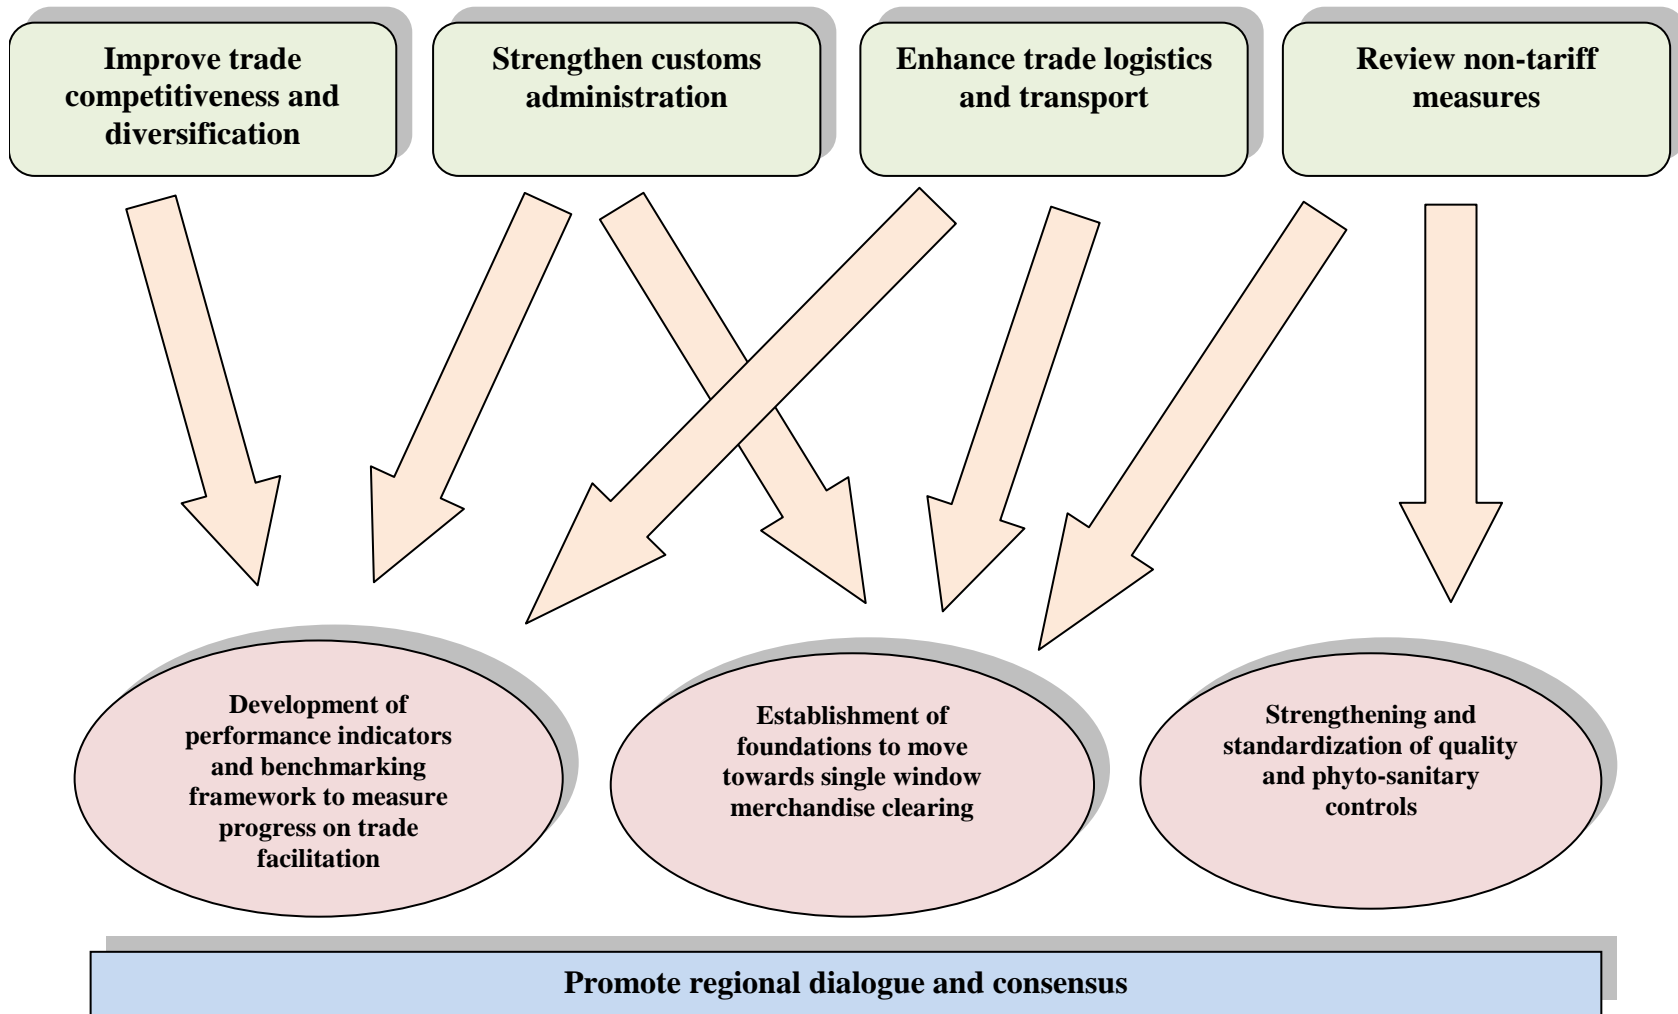 Improve trade
competitiveness and
diversification
Strengthen customs
administration
Enhance trade logistics
and transport
Review non-tariff
measures
Development of
performance indicators
and benchmarking
framework to measure
progress on trade
facilitation
Establishment of
foundations to move
towards single window
merchandise clearing
Strengthening and
standardization of quality
and phyto-sanitary
controls
Promote regional dialogue and consensus